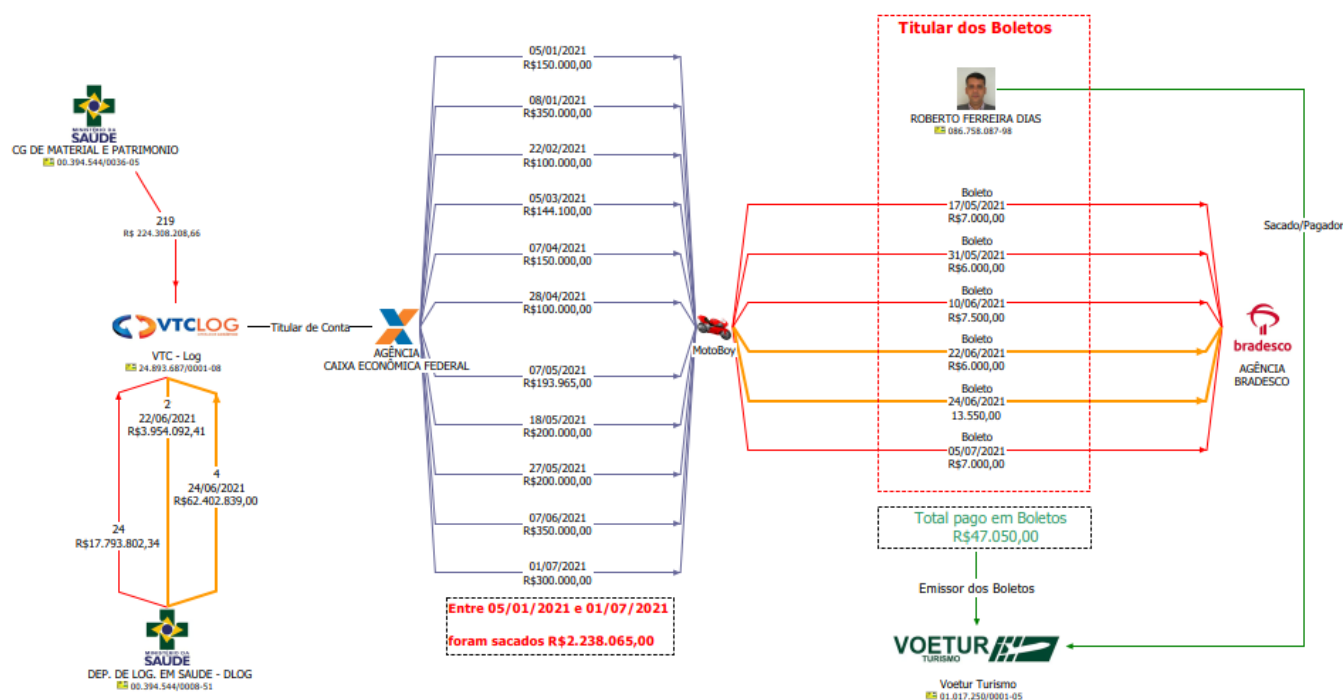 MINISTÉRIO DA
SAÚDE
CG DE MATERIAL E PATRIMONIO
00.394.544/0036-05
219
R$ 224.308.208,66
VTCLOG
VTC - Log
24.893.687/0001-08
Titular de Conta
2
22/06/2021
R$3.954.092,41
4
24/06/2021
R$62.402.839,00
24
R$17.793.802,34
MINISTÉRIO DA
SAÚDE
DEP. DE LOG. EM SAUDE - DLOG
00.394.544/0008-51
AGÊNCIA
CAIXA ECONÔMICA FEDERAL
05/01/2021
R$150.000,00
08/01/2021
R$350.000,00
22/02/2021
R$100.000,00
05/03/2021
R$144.100,00
07/04/2021
R$150.000,00
28/04/2021
R$100.000,00
07/05/2021
R$193.965,00
18/05/2021
R$200.000,00
27/05/2021
R$200.000,00
07/06/2021
R$350.000,00
01/07/2021
R$300.000,00
Entre 05/01/2021 e 01/07/2021
foram sacados R$2.238.065,00
MotoBoy
Titular dos Boletos
ROBERTO FERREIRA DIAS
086.758.087-98
Boleto
17/05/2021
R$7.000,00
Boleto
31/05/2021
R$6.000,00
Boleto
10/06/2021
R$7.500,00
Boleto
22/06/2021
R$6.000,00
Boleto
24/06/2021
13.550,00
Boleto
05/07/2021
R$7.000,00
Total pago em Boletos
R$47.050,00
Emissor dos Boletos
VOETUR
TURISMO
Voetur Turismo
01.017.250/0001-05
Sacado/Pagador
bradesco
AGÊNCIA
BRADESCO